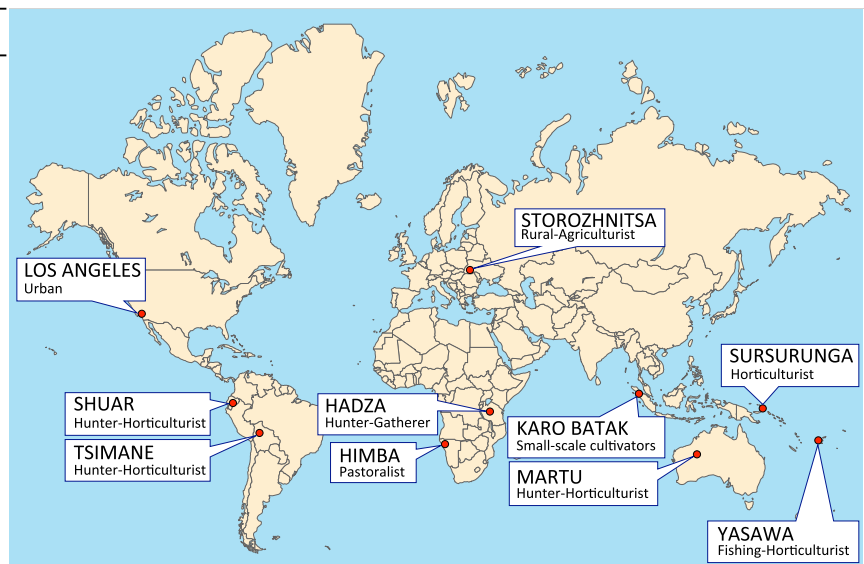 STOROZHNITSA
Rural-Agriculturist
LOS ANGELES
Urban
SURSURUNGA
Horticulturist
SHUAR
Hunter-Horticulturist
HADZA
Hunter-Gatherer
KARO BATAK
Small-scale cultivators
TSIMANE
Hunter-Horticulturist
HIMBA
Pastoralist
MARTU
Hunter-Horticulturist
YASAWA
Fishing-Horticulturist